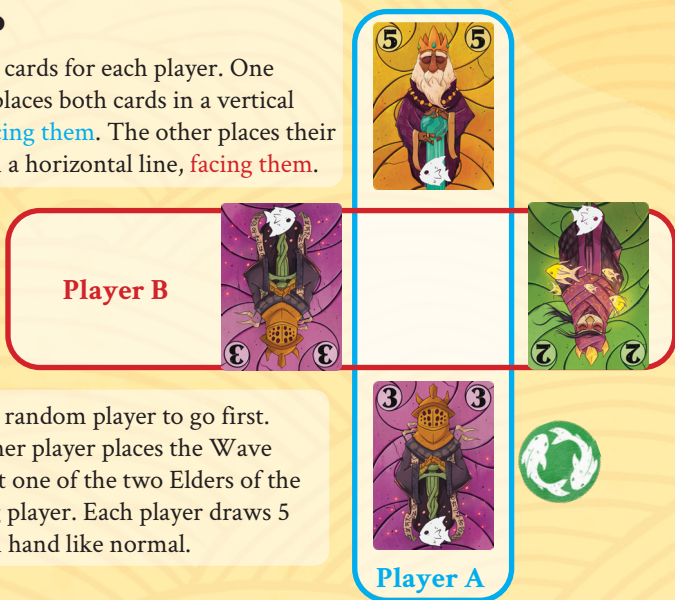 cards for each player. One
places both cards in a vertical
facing them. The other places their
a horizontal line, facing them.
5 5
Player B
3 3
2 2
random player to go first.
player places the Wave
one of the two Elders of the
player. Each player draws 5
hand like normal.
3 3
Player A